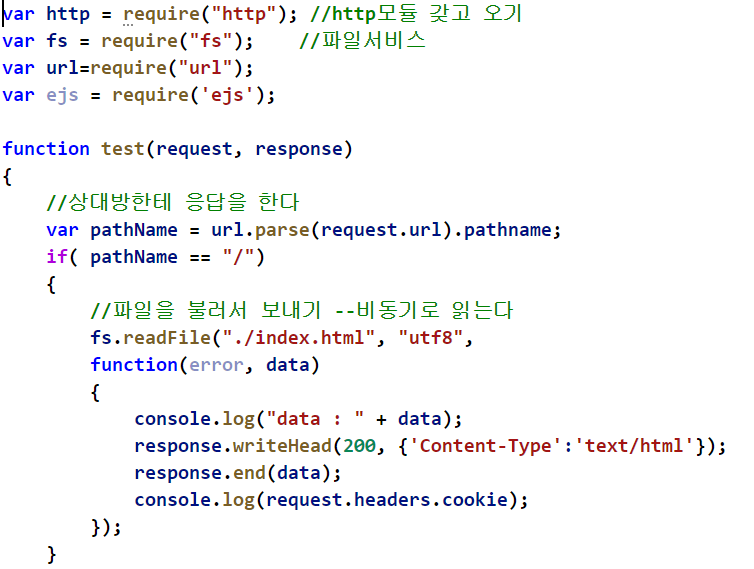 var http = require("http"); //http모듈 갖고 오기
var fs = require("fs");    //파일서비스
var url=require("url");
var ejs = require('ejs');

function test(request, response)
{
    //상대방한테 응답을 한다
    var pathName = url.parse(request.url).pathname;
    if( pathName == "/")
    {
        //파일을 불러서 보내기 --비동기로 읽는다
        fs.readFile("./index.html", "utf8",
        function(error, data)
        {
            console.log("data : " + data);
            response.writeHead(200, {'Content-Type':'text/html'});
            response.end(data);
            console.log(request.headers.cookie);
        });
    }